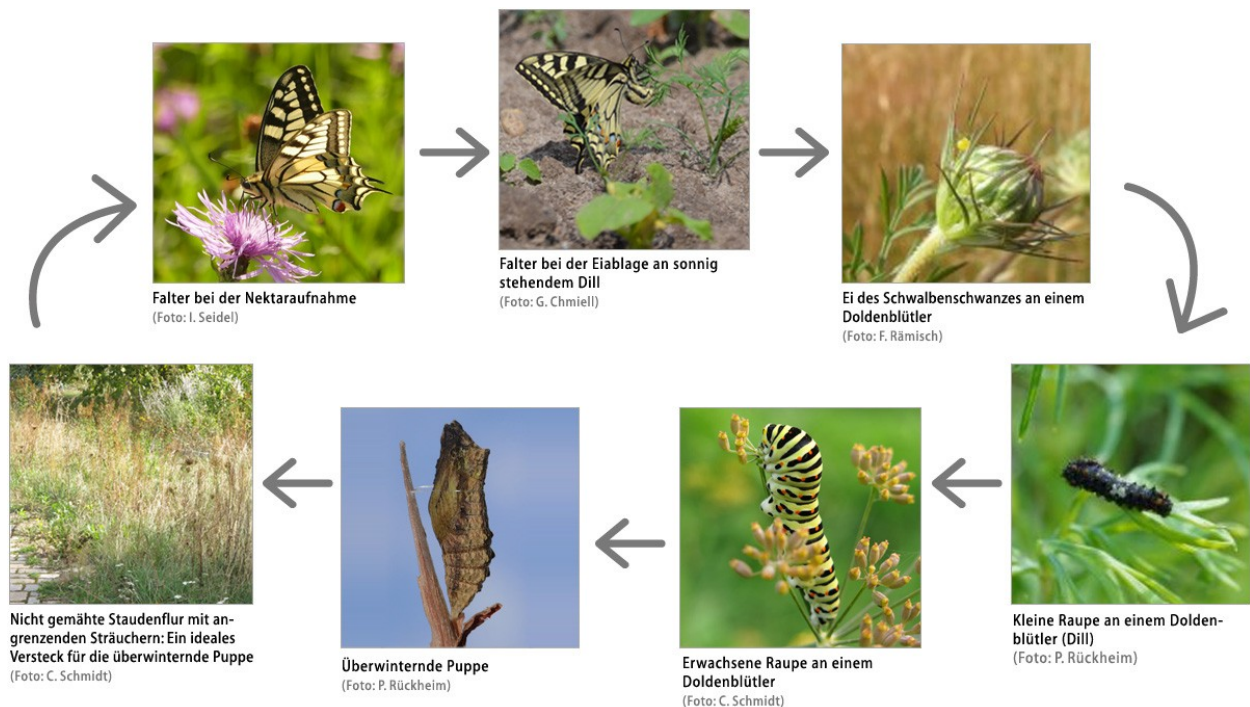 Falter bei der Nektaraufnahme
(Foto: I. Seidel)
Falter bei der Eiablage an sonnig
stehendem Dill
(Foto: G. Chmiell)
Ei des Schwalbenschwanzes an einem
Doldenblütler
(Foto: F. Rämisch)
Kleine Raupe an einem Dolden-
blütler (Dill)
(Foto: P. Rückheim)
Erwachsene Raupe an einem
Doldenblütler
(Foto: C. Schmidt)
Überwinternde Puppe
(Foto: P. Rückheim)
Nicht gemähte Staudenflur mit an-
grenzenden Sträuchern: Ein ideales
Versteck für die überwinternde Puppe
(Foto: C. Schmidt)